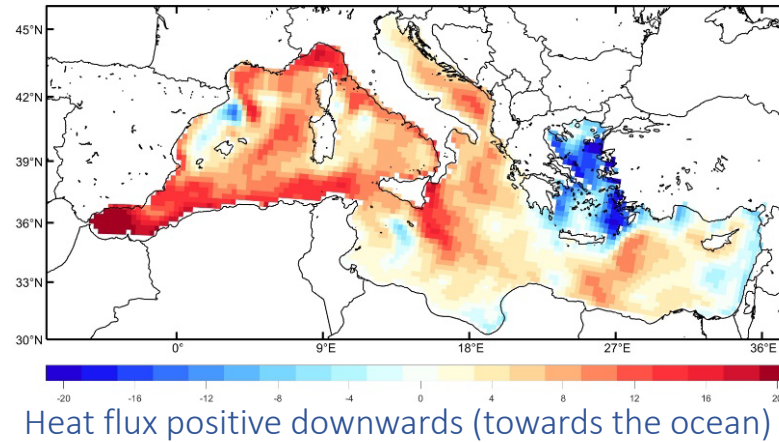 45°N
42°N
39°N
36°N
33°N
30°N
0° 9°E 18°E 27°E 36°E
-20 -16 -12 -8 -4 0 4 8 12 16 20
Heat flux positive downwards (towards the ocean)